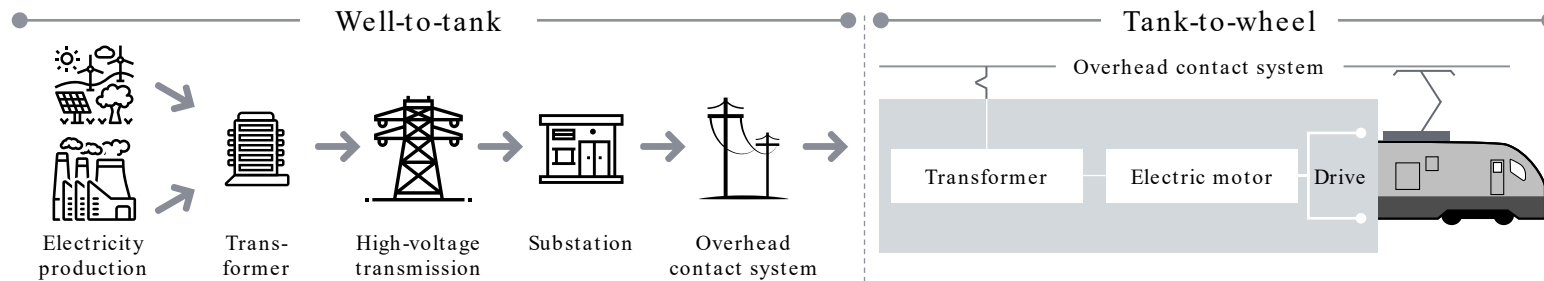 Well-to-tank
Tank-to-wheel
Overhead contact system
Transformer
Electric motor
Drive
Electricity
production
Trans-
former
High-voltage
transmission
Substation
Overhead
contact system